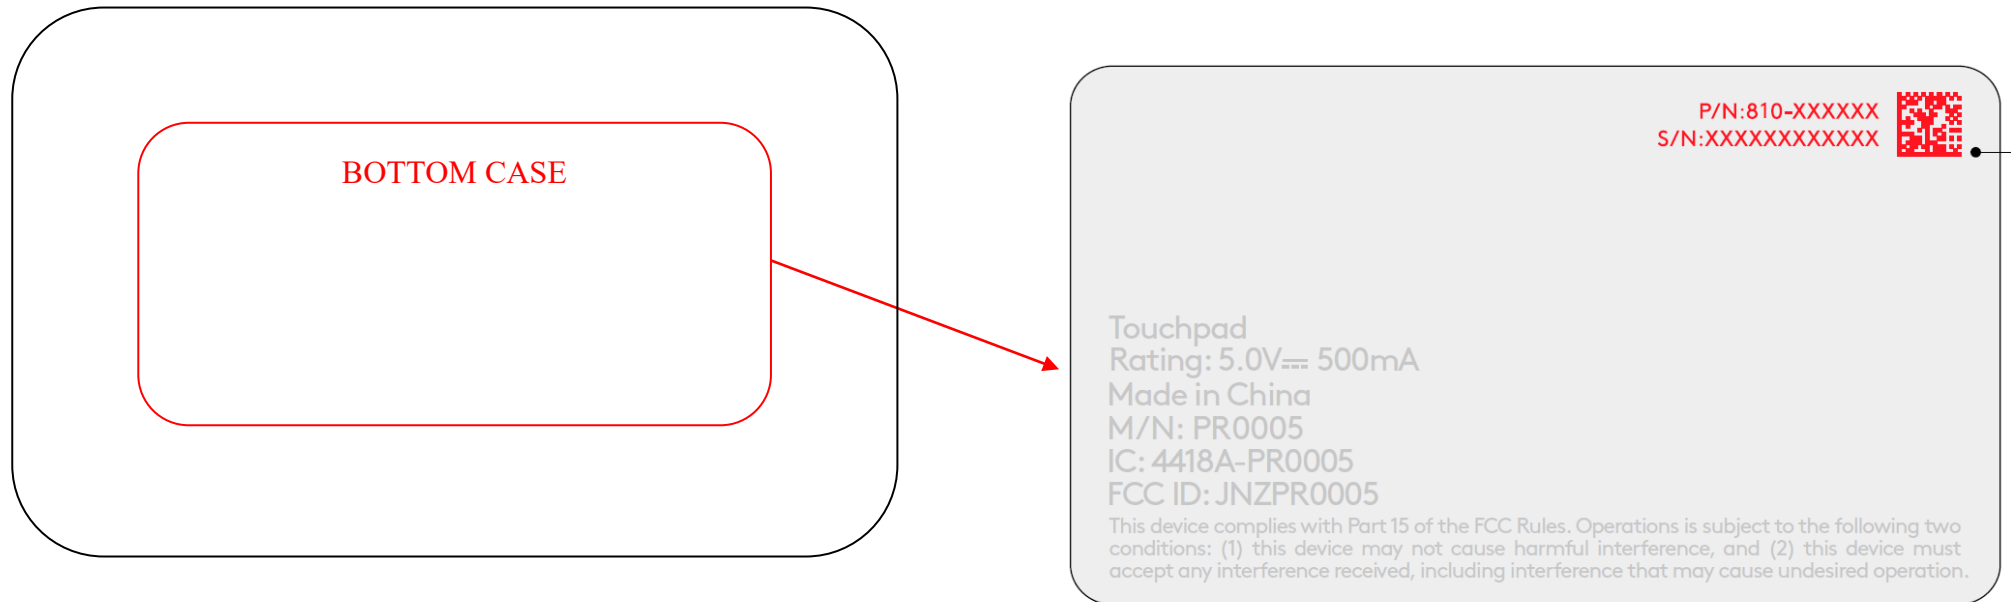 BOTTOM CASE
P/N:810-XXXXXX
S/N:XXXXXXXXXXXX
Touchpad
Rating: 5.0V⎓ 500mA
Made in China
M/N: PR0005
IC: 4418A-PR0005
FCC ID: JNZPR0005
This device complies with Part 15 of the FCC Rules. Operations is subject to the following two
conditions: (1) this device may not cause harmful interference, and (2) this device must
accept any interference received, including interference that may cause undesired operation.